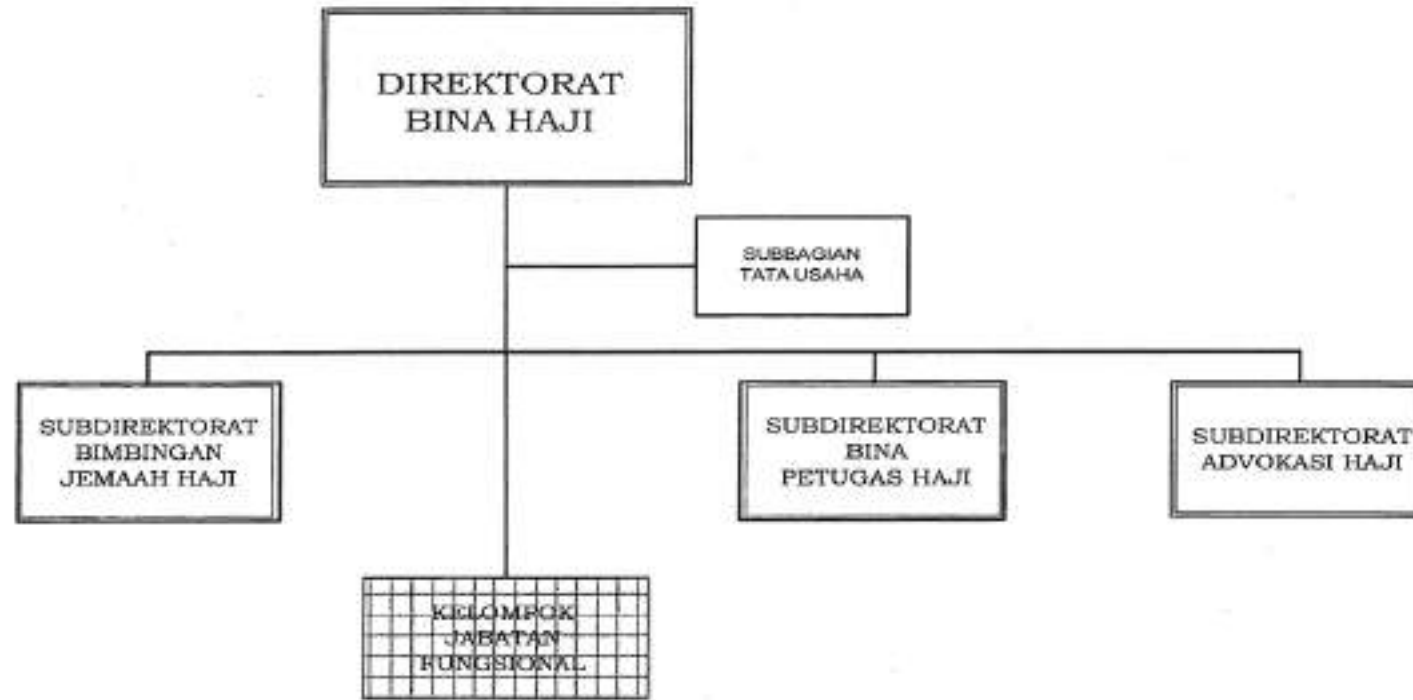 DIREKTORAT
BINA HAJI
SUBBAGIAN
TATA USAHA
SUBDIREKTORAT
BIMBINGAN
JEMAAH HAJI
SUBDIREKTORAT
BINA
PETUGAS HAJI
SUBDIREKTORAT
ADVOKASI HAJI
KELOMPOK
JABATAN
FUNGSIONAL